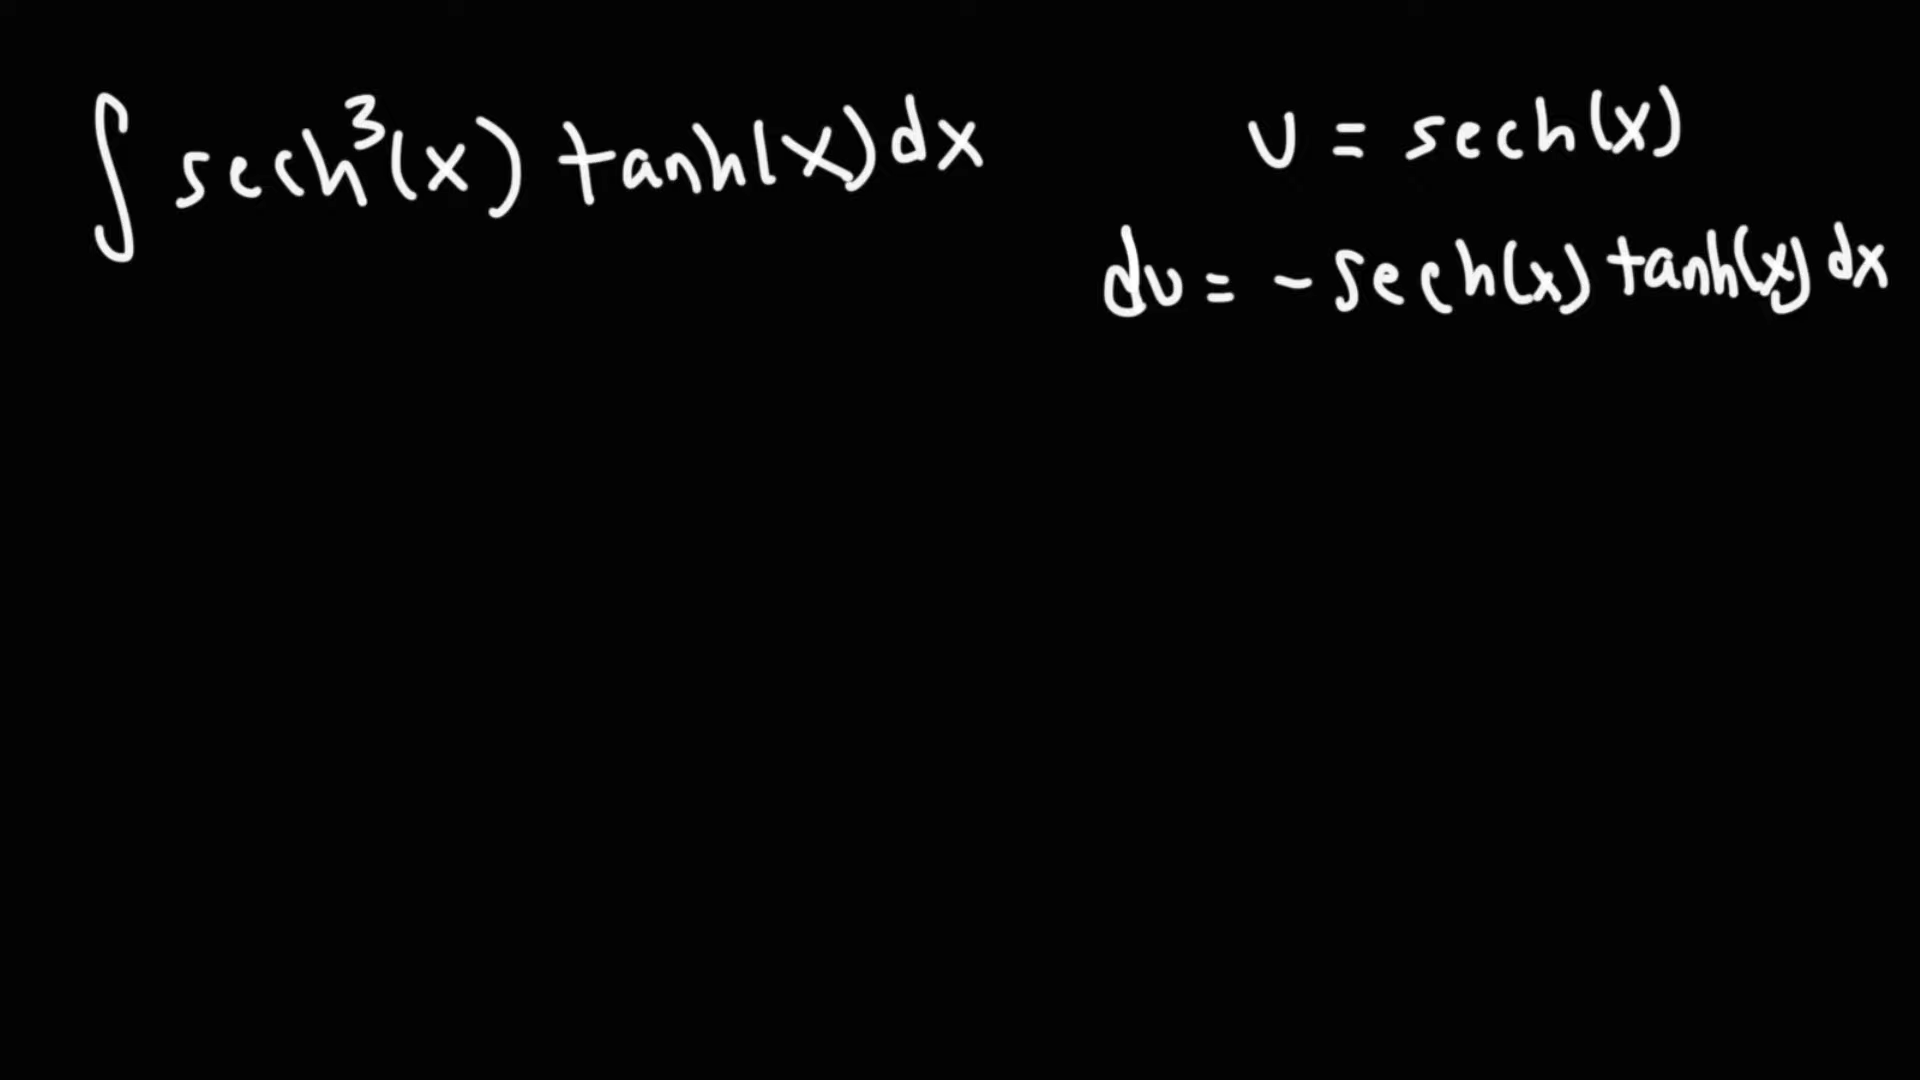 ∫ sech³(x) tanh(x) dx
u = sech(x)
du = - sech(x) tanh(x) dx